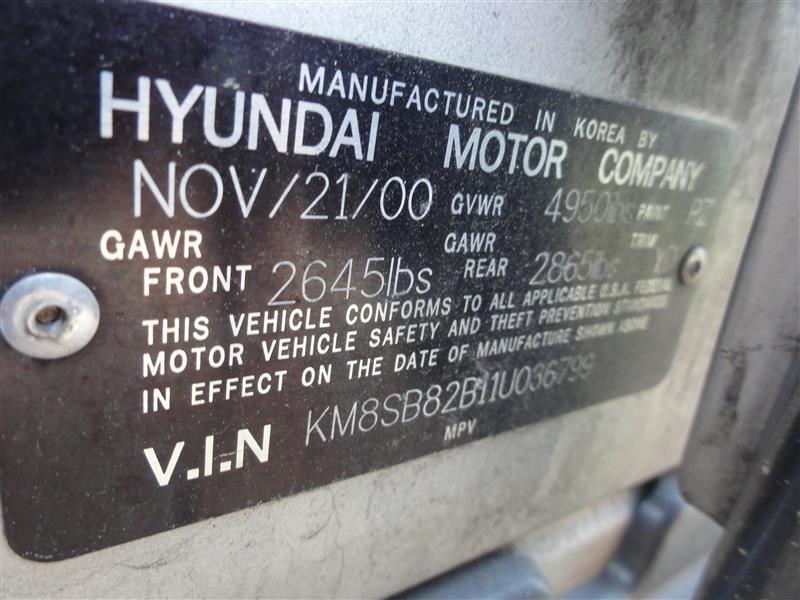 MANUFACTURED IN KOREA BY
HYUNDAI MOTOR COMPANY
NOV/21/00 GVWR 4950lbs PAINT PZ
GAWR FRONT 2645lbs GAWR REAR 2865lbs TRIM
THIS VEHICLE CONFORMS TO ALL APPLICABLE U.S.A. FEDERAL
MOTOR VEHICLE SAFETY AND THEFT PREVENTION STANDARDS
IN EFFECT ON THE DATE OF MANUFACTURE SHOWN ABOVE.
V.I.N KM8SB82B11U036799
MPV